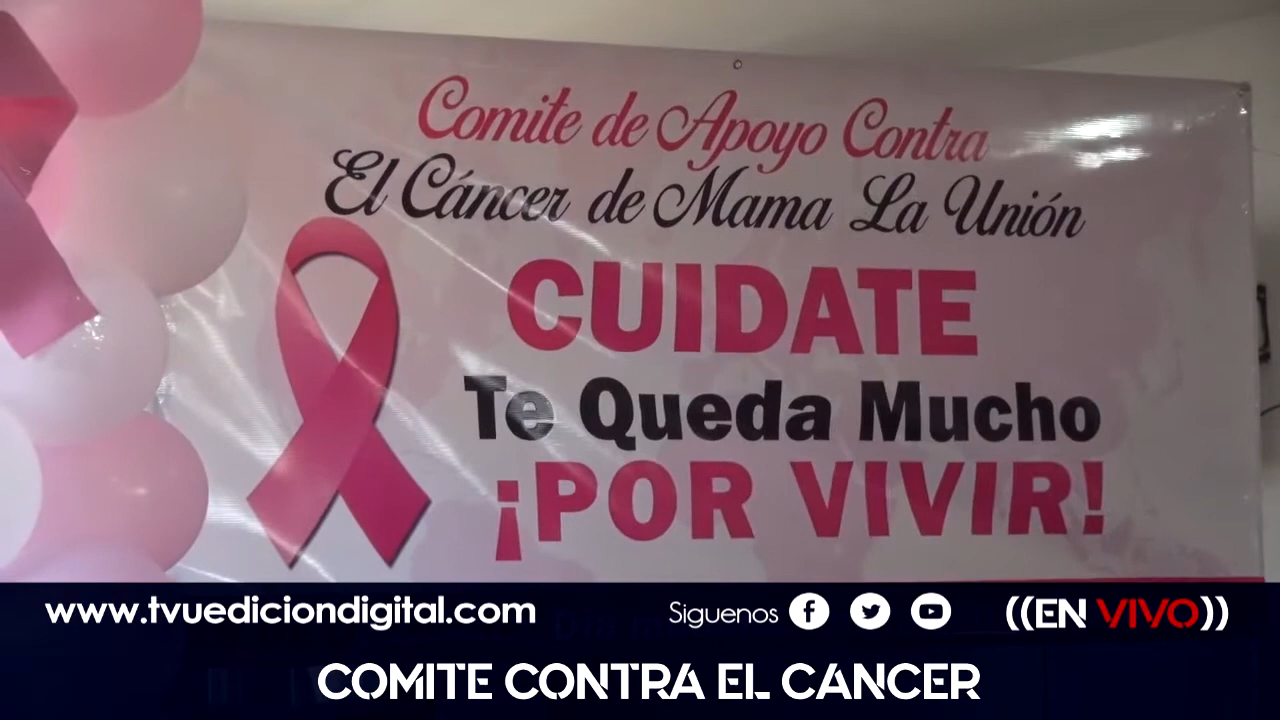 Comite de Apoyo Contra
El Cáncer de Mama La Unión
CUIDATE
Te Queda Mucho
¡POR VIVIR!
www.tvuediciondigital.com Siguenos ((EN VIVO))
COMITE CONTRA EL CANCER